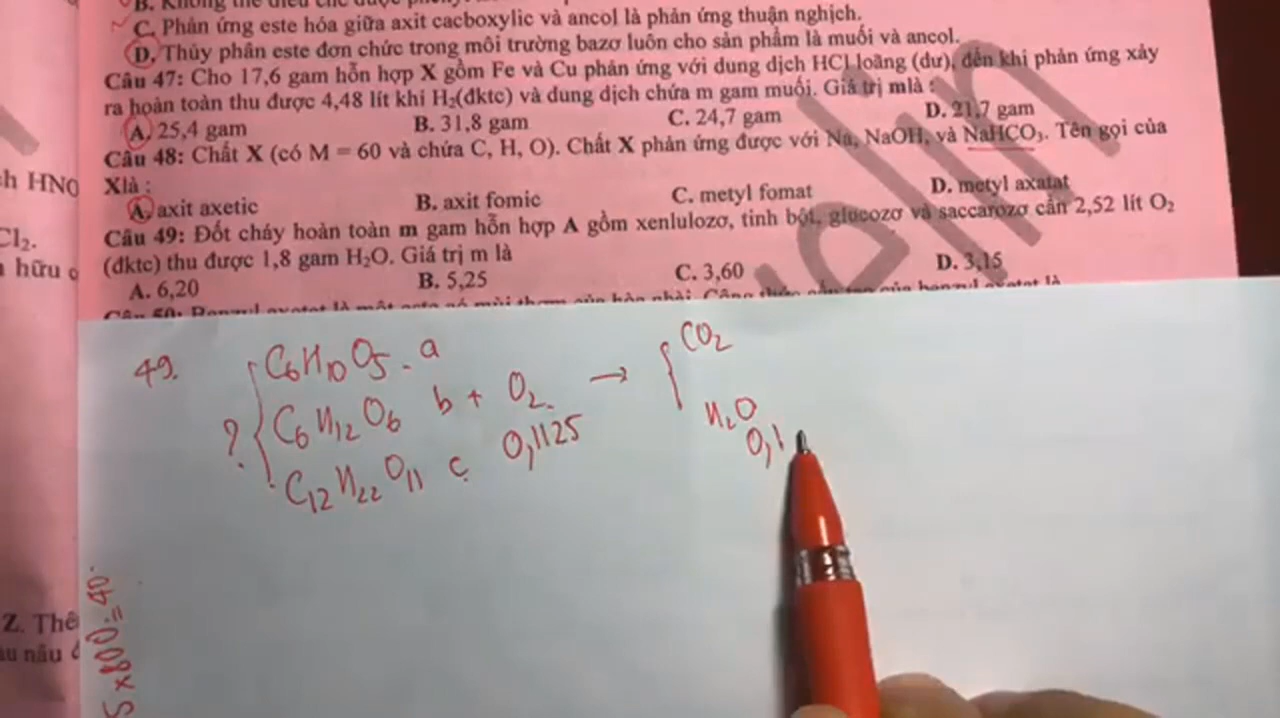 C. Phản ứng este hóa giữa axit cacboxylic và ancol là phản ứng thuận nghịch.
D. Thủy phân este đơn chức trong môi trường bazơ luôn cho sản phẩm là muối và ancol.
Câu 47: Cho 17,6 gam hỗn hợp X gồm Fe và Cu phản ứng với dung dịch HCl loãng (dư), đến khi phản ứng xảy
ra hoàn toàn thu được 4,48 lít khí H₂(đktc) và dung dịch chứa m gam muối. Giá trị mlà :
A. 25,4 gam B. 31,8 gam C. 24,7 gam D. 21,7 gam
Câu 48: Chất X (có M = 60 và chứa C, H, O). Chất X phản ứng được với Na, NaOH, và NaHCO₃. Tên gọi của
Xlà :
A. axit axetic B. axit fomic C. metyl fomat D. metyl axatat
Câu 49: Đốt cháy hoàn toàn m gam hỗn hợp A gồm xenlulozơ, tinh bột, glucozơ và saccarozơ cần 2,52 lít O₂
(đktc) thu được 1,8 gam H₂O. Giá trị m là
A. 6,20 B. 5,25 C. 3,60 D. 3,15
h HNO
Cl₂.
hữu
Z. Thê
49.
C₆H₁₀O₅ . a
C₆H₁₂O₆ b + O₂ → CO₂
? 0,1125 H₂O
C₁₂H₂₂O₁₁ c 0,1
5 x 800 = 40